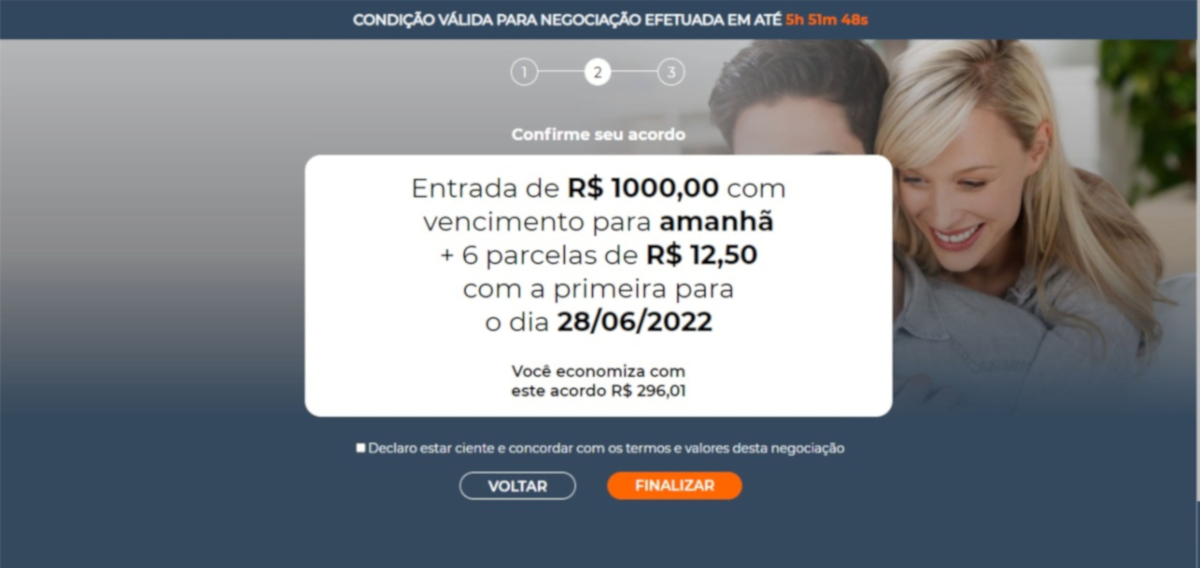 CONDIÇÃO VÁLIDA PARA NEGOCIAÇÃO EFETUADA EM ATÉ 5h 51m 48s
1 2 3
Confirme seu acordo
Entrada de R$ 1000,00 com
vencimento para amanhã
+ 6 parcelas de R$ 12,50
com a primeira para
o dia 28/06/2022
Você economiza com
este acordo R$ 296,01
Declaro estar ciente e concordar com os termos e valores desta negociação
VOLTAR FINALIZAR